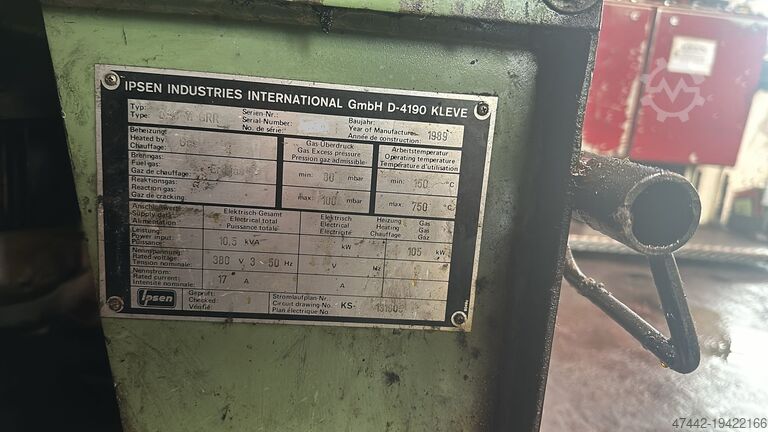 IPSEN INDUSTRIES INTERNATIONAL GmbH D-4190 KLEVE
Typ:
Type: GRR
Serien-Nr.:
Serial-Number:
No. de série:
Baujahr:
Year of Manufacture: 1989
Année de construction:
Beheizung:
Heated by: Gas
Chauffage:
Brenngas:
Fuel gas:
Gaz de chauffage:
Reaktionsgas:
Reaction gas:
Gaz de cracking:
Gas Überdruck
Gas Excess pressure
Pression gaz admissible
min: 80 mbar
max: 100 mbar
Arbeitstemperatur
Operating temperature
Température d'utilisation
min: 150 °C
max: 750 °C
Anschlußwert
Supply data
Alimentation:
Elektrisch-Gesamt
Electrical total
Puissance totale
Elektrisch
Electrical
Electricité
Heizung
Heating
Chauffage
Gas
Gas
Gaz
Leistung:
Power input: 10,5 kVA kW 105 kW
Puissance:
Nennspannung:
Rated voltage: 380 V 3~ 50 Hz V Hz
Tension nominale:
Nennstrom:
Rated current: 17 A A
Intensité nominale:
Ipsen
Geprüft:
Checked:
Vérifié:
Stromlaufplan-Nr.
Circuit drawing-No. KS-
Plan électrique No.
47442-19422166